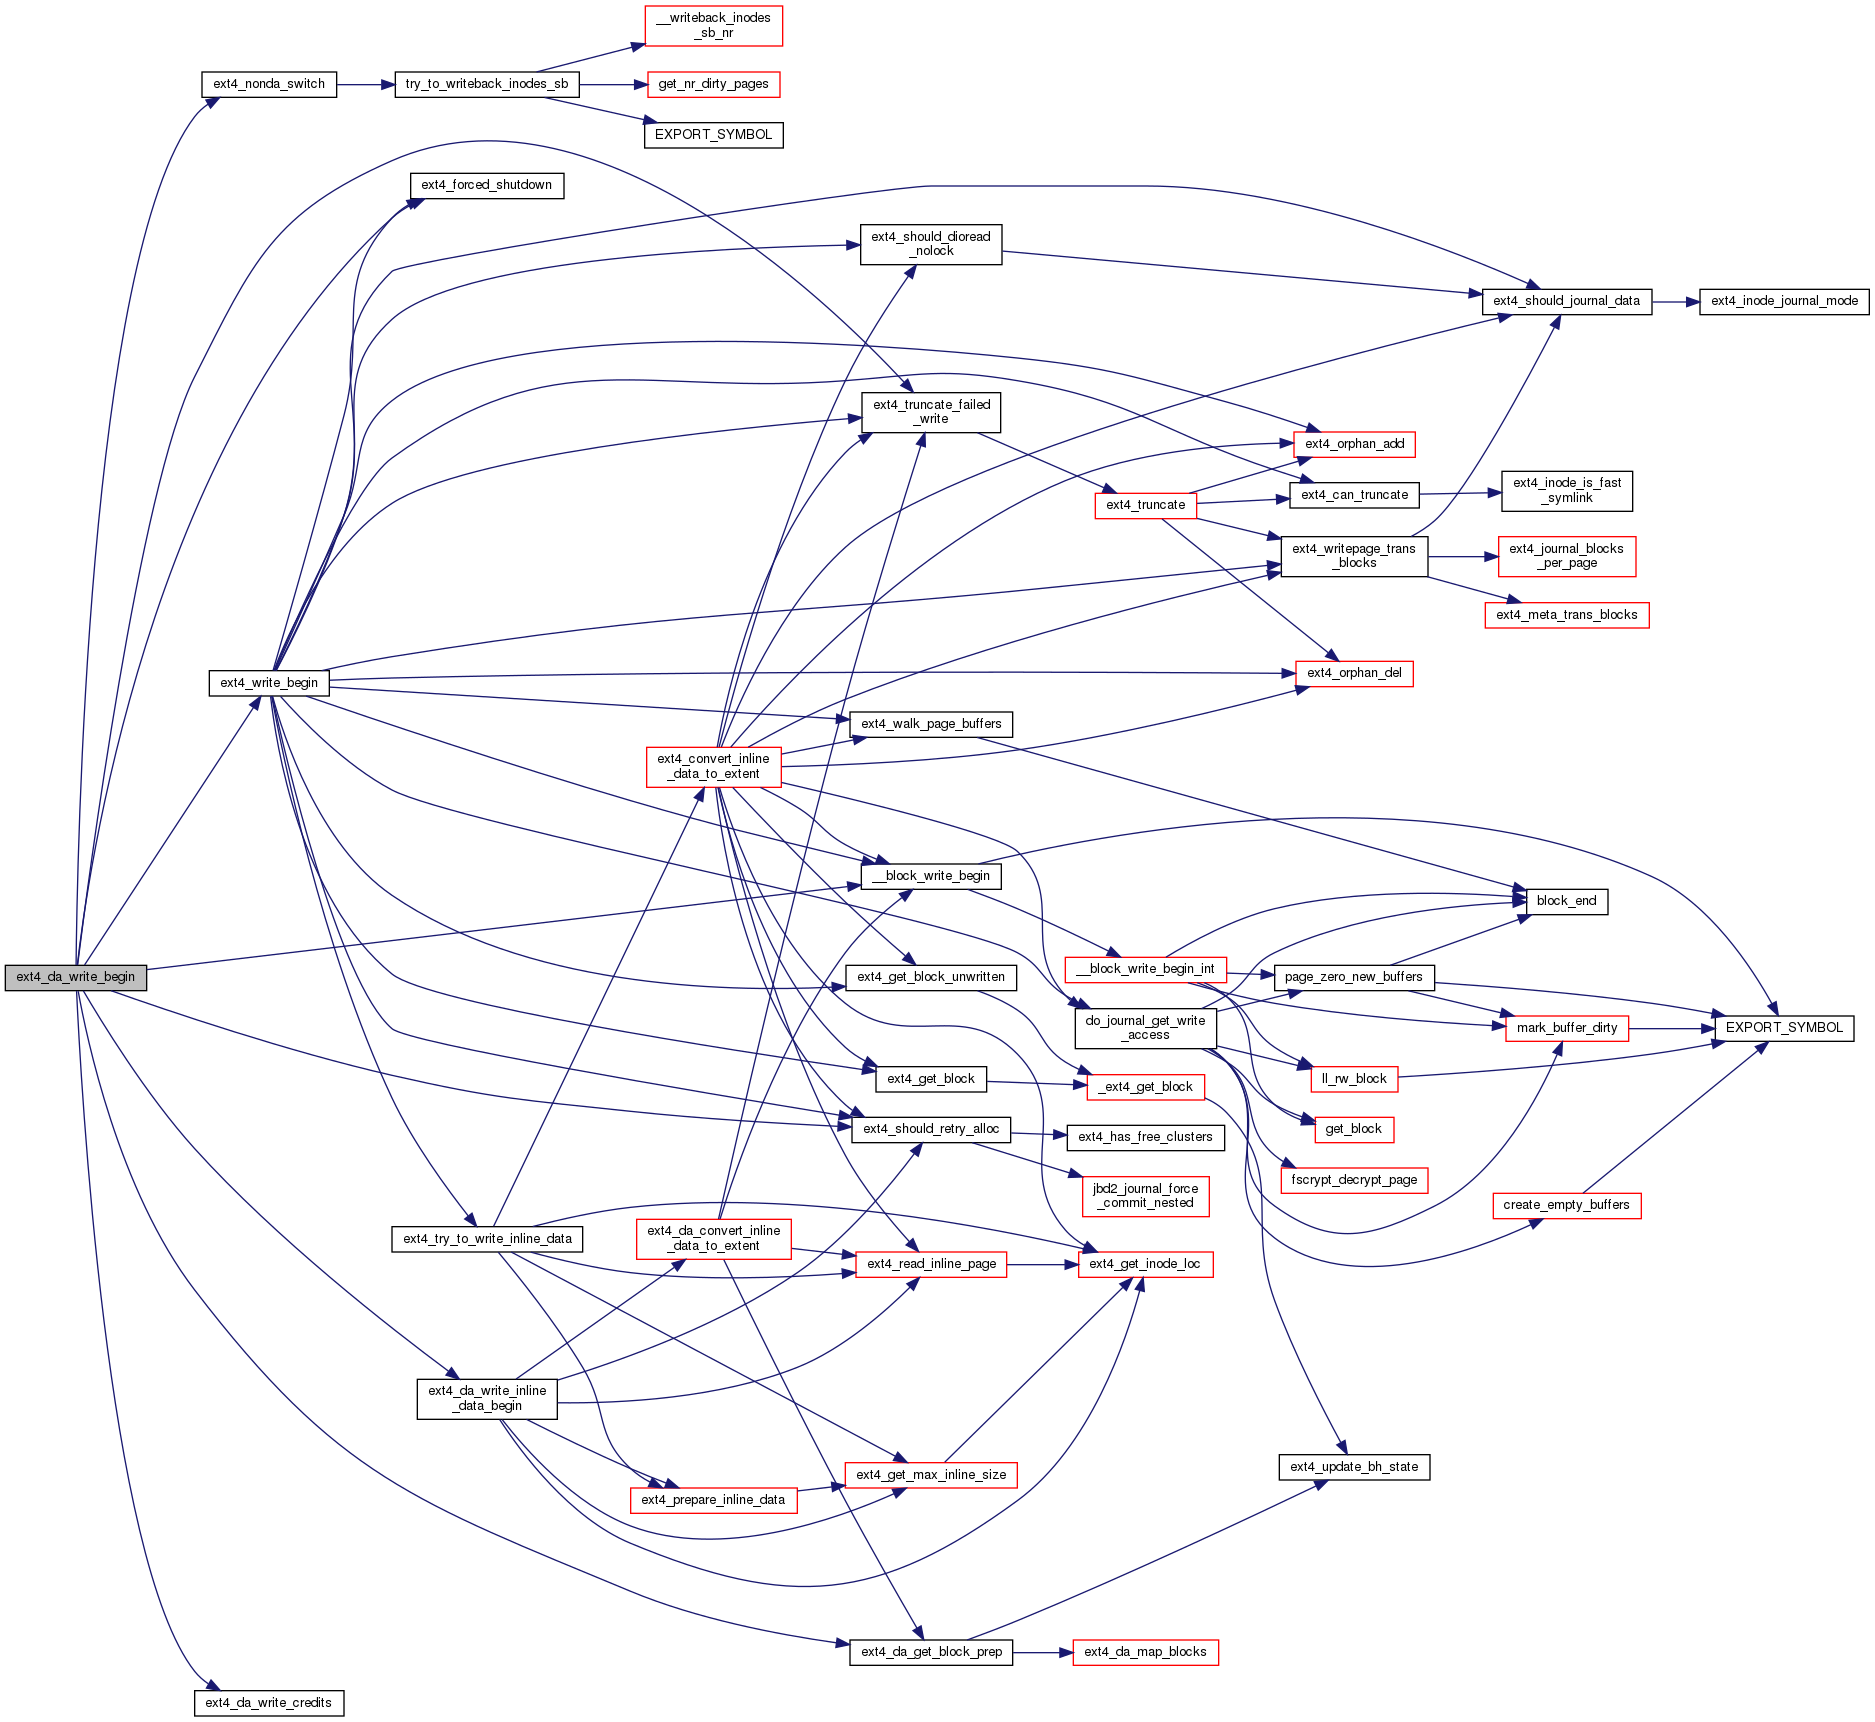 __writeback_inodes
_sb_nr
ext4_nonda_switch
try_to_writeback_inodes_sb
get_nr_dirty_pages
EXPORT_SYMBOL
ext4_forced_shutdown
ext4_should_dioread
_nolock
ext4_should_journal_data
ext4_inode_journal_mode
ext4_truncate_failed
_write
ext4_orphan_add
ext4_truncate
ext4_can_truncate
ext4_inode_is_fast
_symlink
ext4_writepage_trans
_blocks
ext4_journal_blocks
_per_page
ext4_meta_trans_blocks
ext4_write_begin
ext4_orphan_del
ext4_walk_page_buffers
ext4_convert_inline
_data_to_extent
__block_write_begin
block_end
ext4_da_write_begin
ext4_get_block_unwritten
__block_write_begin_int
page_zero_new_buffers
do_journal_get_write
_access
mark_buffer_dirty
EXPORT_SYMBOL
ext4_get_block
_ext4_get_block
ll_rw_block
ext4_should_retry_alloc
ext4_has_free_clusters
get_block
jbd2_journal_force
_commit_nested
fscrypt_decrypt_page
create_empty_buffers
ext4_try_to_write_inline_data
ext4_da_convert_inline
_data_to_extent
ext4_read_inline_page
ext4_get_inode_loc
ext4_da_write_inline
_data_begin
ext4_get_max_inline_size
ext4_update_bh_state
ext4_prepare_inline_data
ext4_da_get_block_prep
ext4_da_map_blocks
ext4_da_write_credits